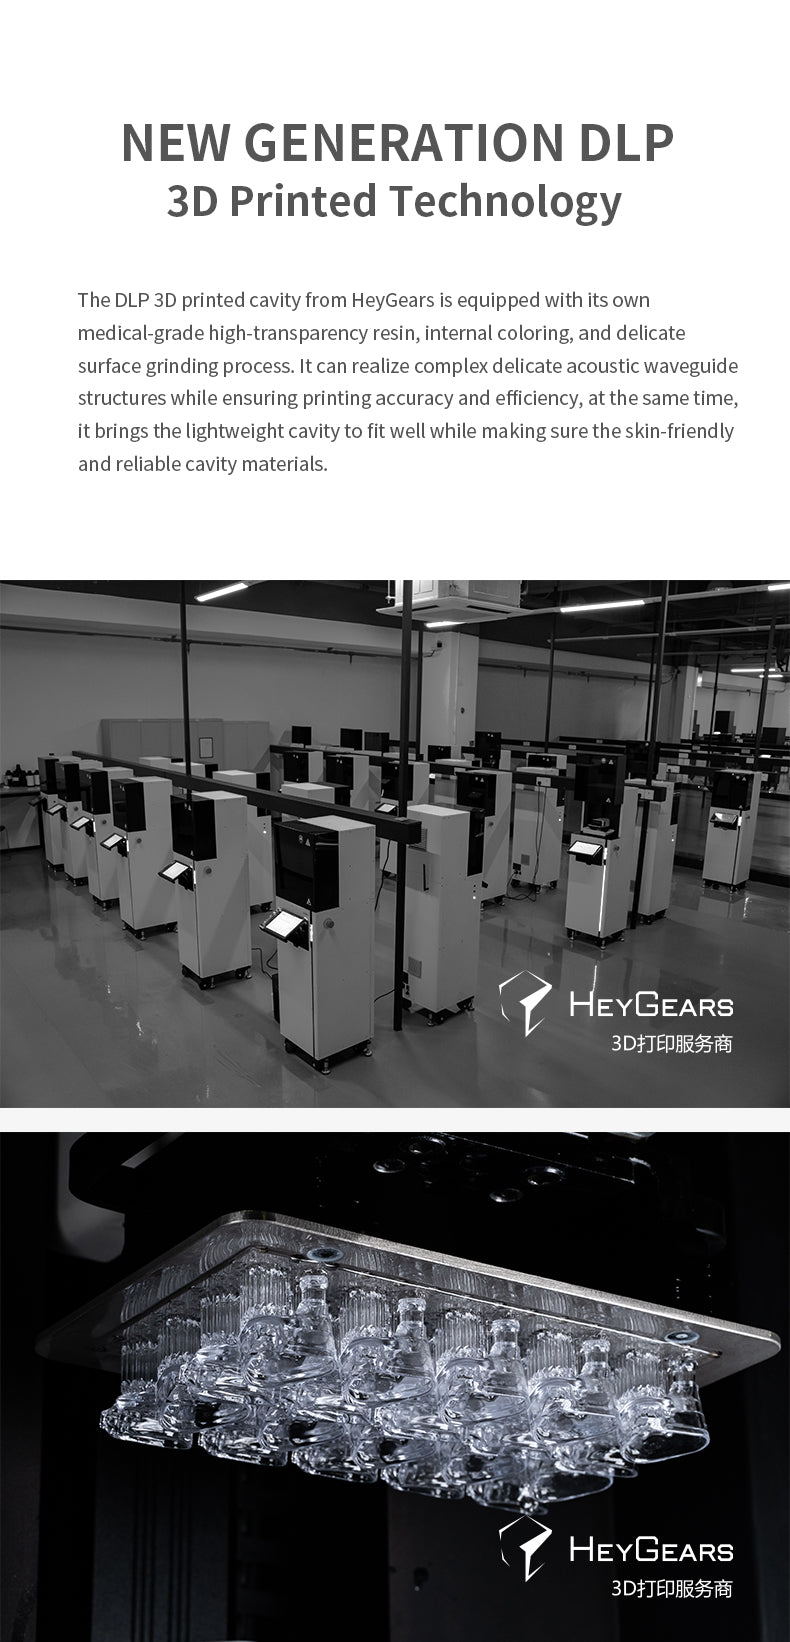 NEW GENERATION DLP
3D Printed Technology
The DLP 3D printed cavity from HeyGears is equipped with its own
medical-grade high-transparency resin, internal coloring, and delicate
surface grinding process. It can realize complex delicate acoustic waveguide
structures while ensuring printing accuracy and efficiency, at the same time,
it brings the lightweight cavity to fit well while making sure the skin-friendly
and reliable cavity materials.
HEYGEARS
3D打印服务商
HEYGEARS
3D打印服务商